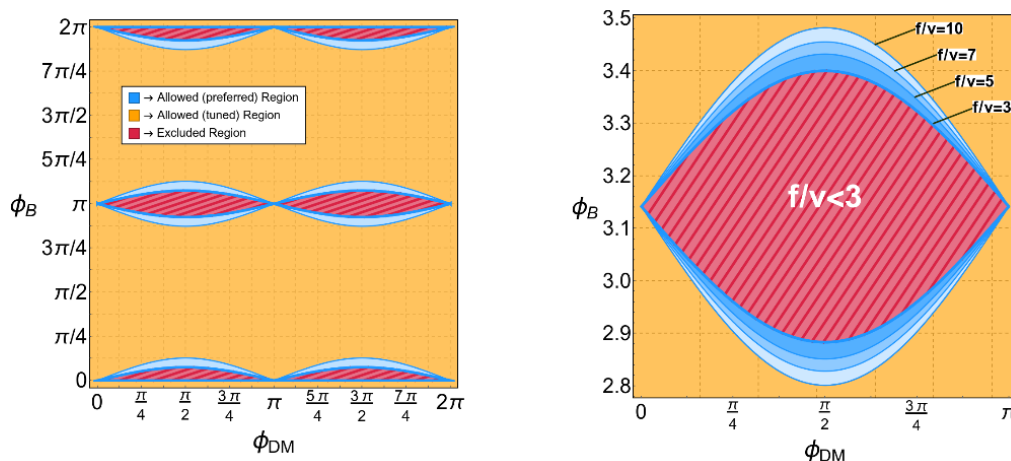 2π
7π/4
3π/2
5π/4
ϕB
π
3π/4
π/2
π/4
0
→ Allowed (preferred) Region
→ Allowed (tuned) Region
→ Excluded Region
0 π/4 π/2 3π/4 π 5π/4 3π/2 7π/4 2π
ϕDM
3.5
3.4
3.3
3.2
ϕB
3.1
3.0
2.9
2.8
f/v=10
f/v=7
f/v=5
f/v=3
f/v<3
0 π/4 π/2 3π/4 π
ϕDM